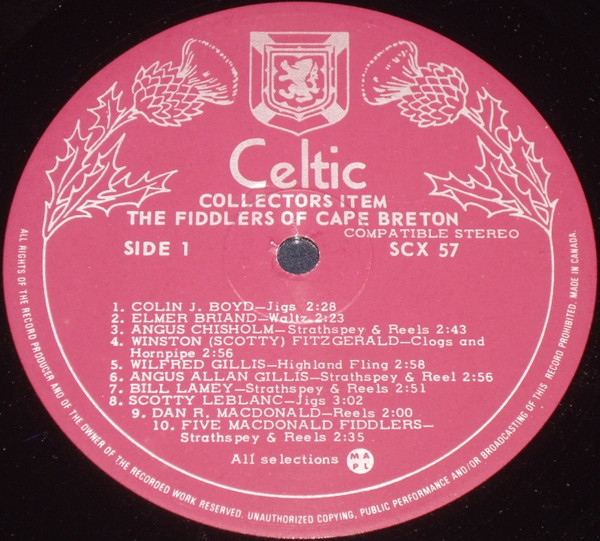 Celtic
COLLECTORS ITEM
THE FIDDLERS OF CAPE BRETON
COMPATIBLE STEREO
SIDE 1
SCX 57
1. COLIN J. BOYD—Jigs 2:28
2. ELMER BRIAND—Waltz 2:23
3. ANGUS CHISHOLM—Strathspey & Reels 2:43
4. WINSTON (SCOTTY) FITZGERALD—Clogs and
Hornpipe 2:56
5. WILFRED GILLIS—Highland Fling 2:58
6. ANGUS ALLAN GILLIS—Strathspey & Reel 2:56
7. BILL LAMEY—Strathspey & Reels 2:51
8. SCOTTY LEBLANC—Jigs 3:02
9. DAN R. MACDONALD—Reels 2:00
10. FIVE MACDONALD FIDDLERS—
Strathspey & Reels 2:35
All selections
MA
PL
ALL RIGHTS OF THE RECORD PRODUCER AND OF THE OWNER OF THE RECORDED WORK RESERVED. UNAUTHORIZED COPYING, PUBLIC PERFORMANCE AND/OR BROADCASTING OF THIS RECORD PROHIBITED. MADE IN CANADA.